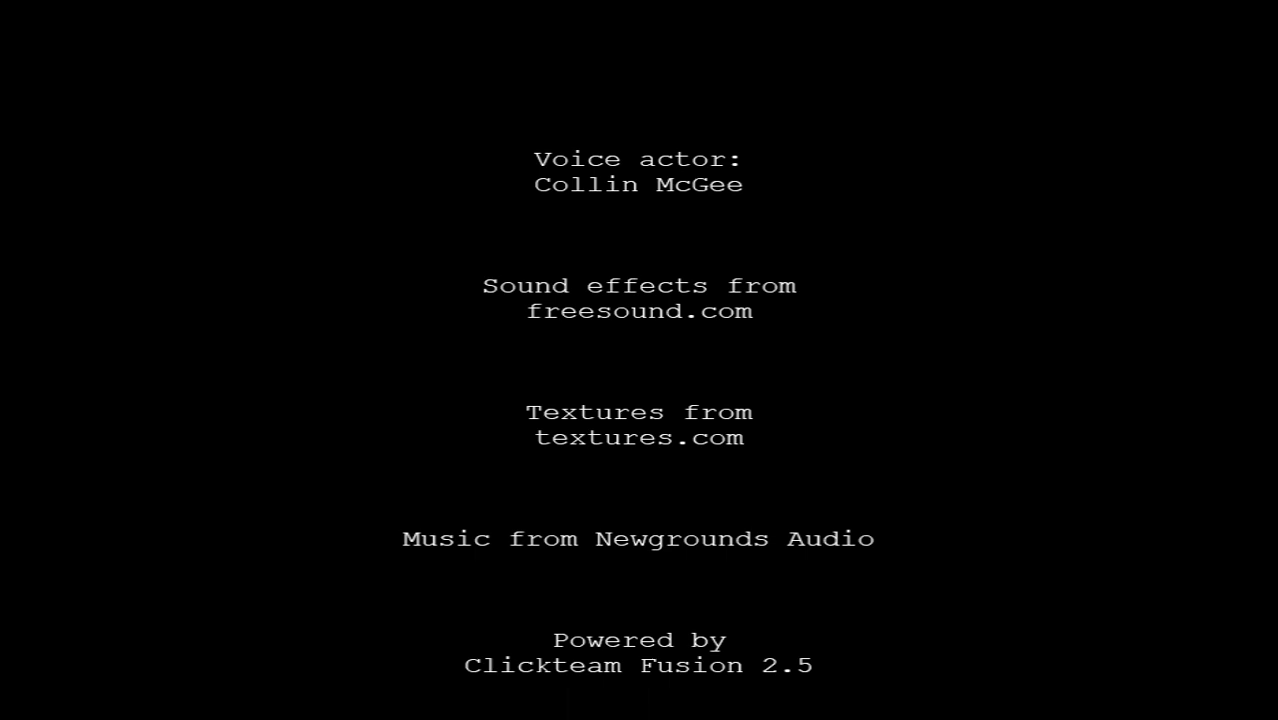 Voice actor:
Collin McGee
Sound effects from
freesound.com
Textures from
textures.com
Music from Newgrounds Audio
Powered by
Clickteam Fusion 2.5